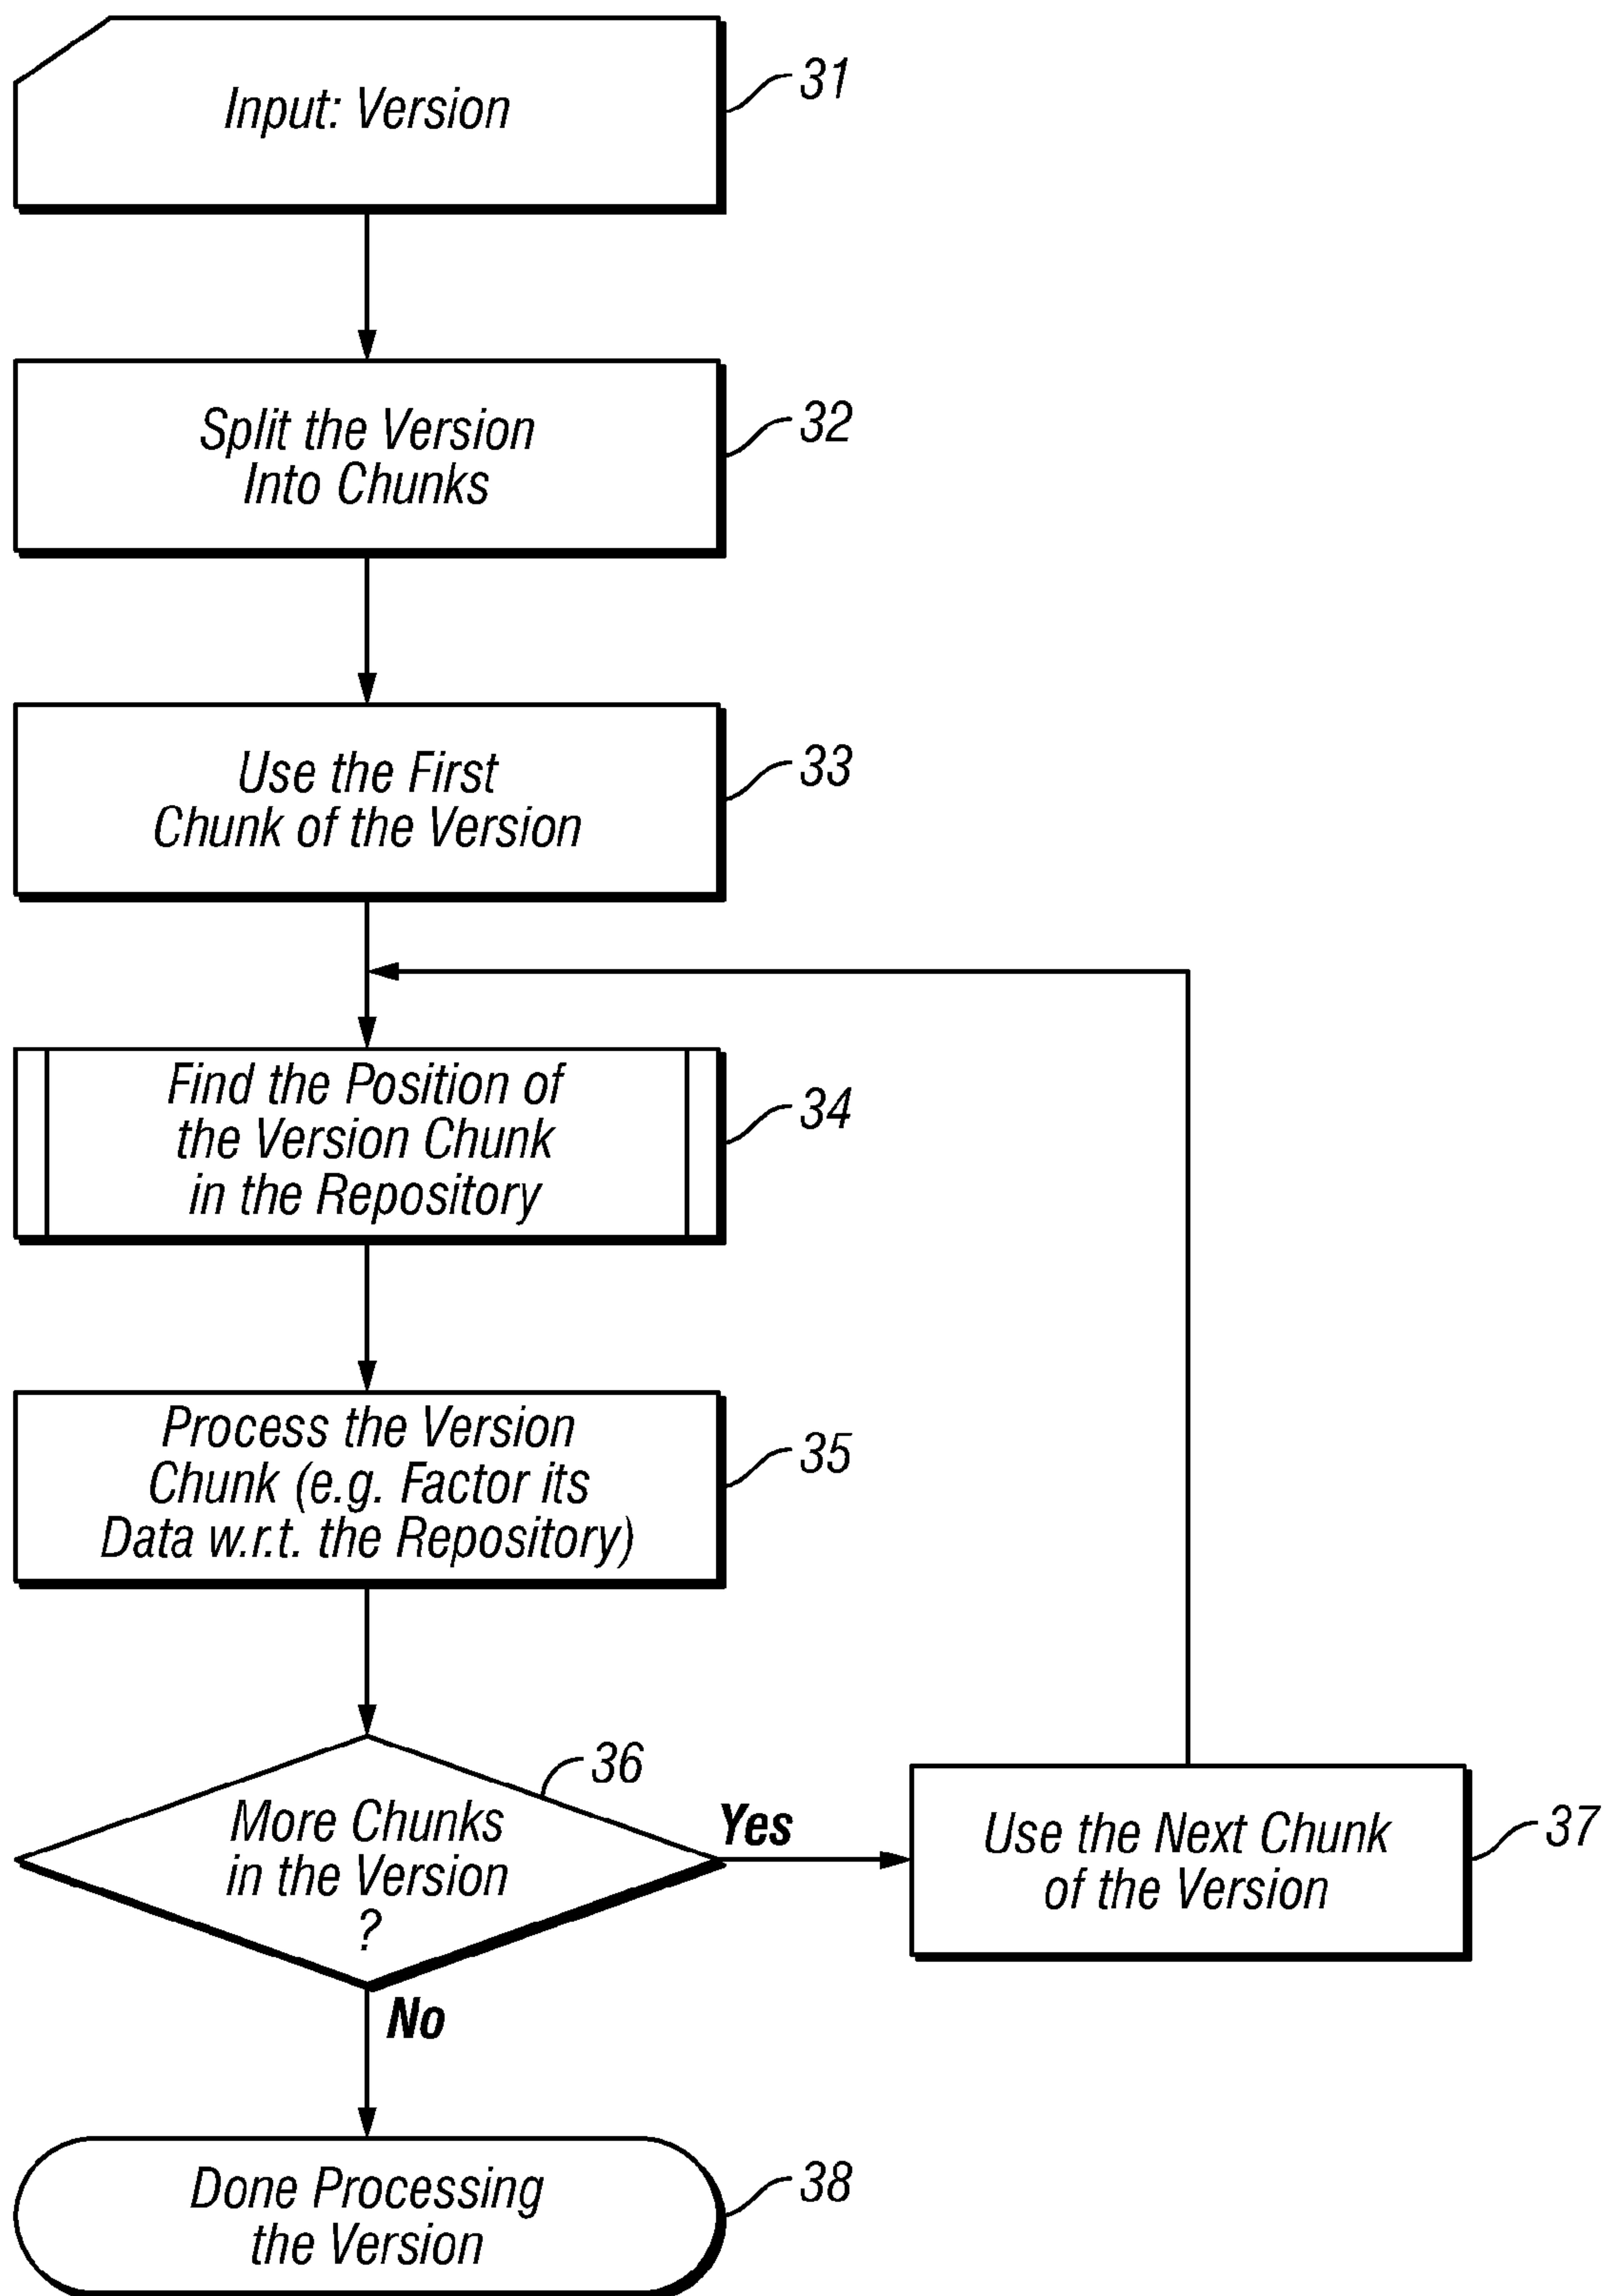 Input: Version
31
Split the Version
Into Chunks
32
Use the First
Chunk of the Version
33
Find the Position of
the Version Chunk
in the Repository
34
Process the Version
Chunk (e.g. Factor its
Data w.r.t. the Repository)
35
More Chunks
in the Version
?
36
Yes
Use the Next Chunk
of the Version
37
No
Done Processing
the Version
38